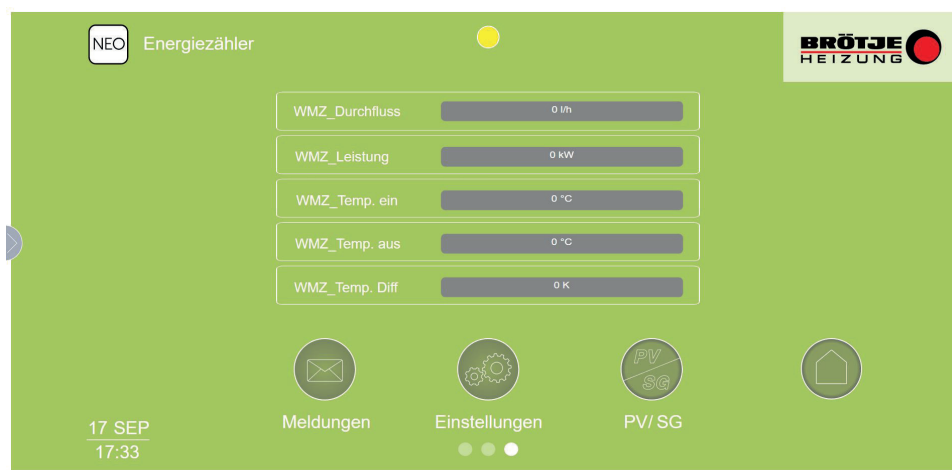 NEO Energiezähler
BRÖTJE
HEIZUNG
WMZ_Durchfluss 0 l/h
WMZ_Leistung 0 kW
WMZ_Temp. ein 0 °C
WMZ_Temp. aus 0 °C
WMZ_Temp. Diff 0 K
PV
SG
Meldungen Einstellungen PV/ SG
17 SEP
17:33